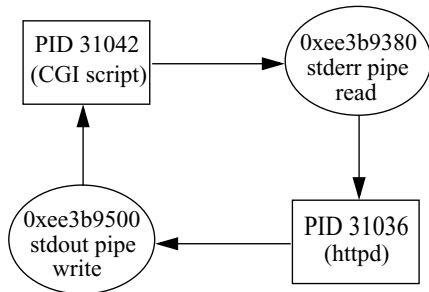 PID 31042
(CGI script)
0xee3b9380
stderr pipe
read
0xee3b9500
stdout pipe
write
PID 31036
(httpd)